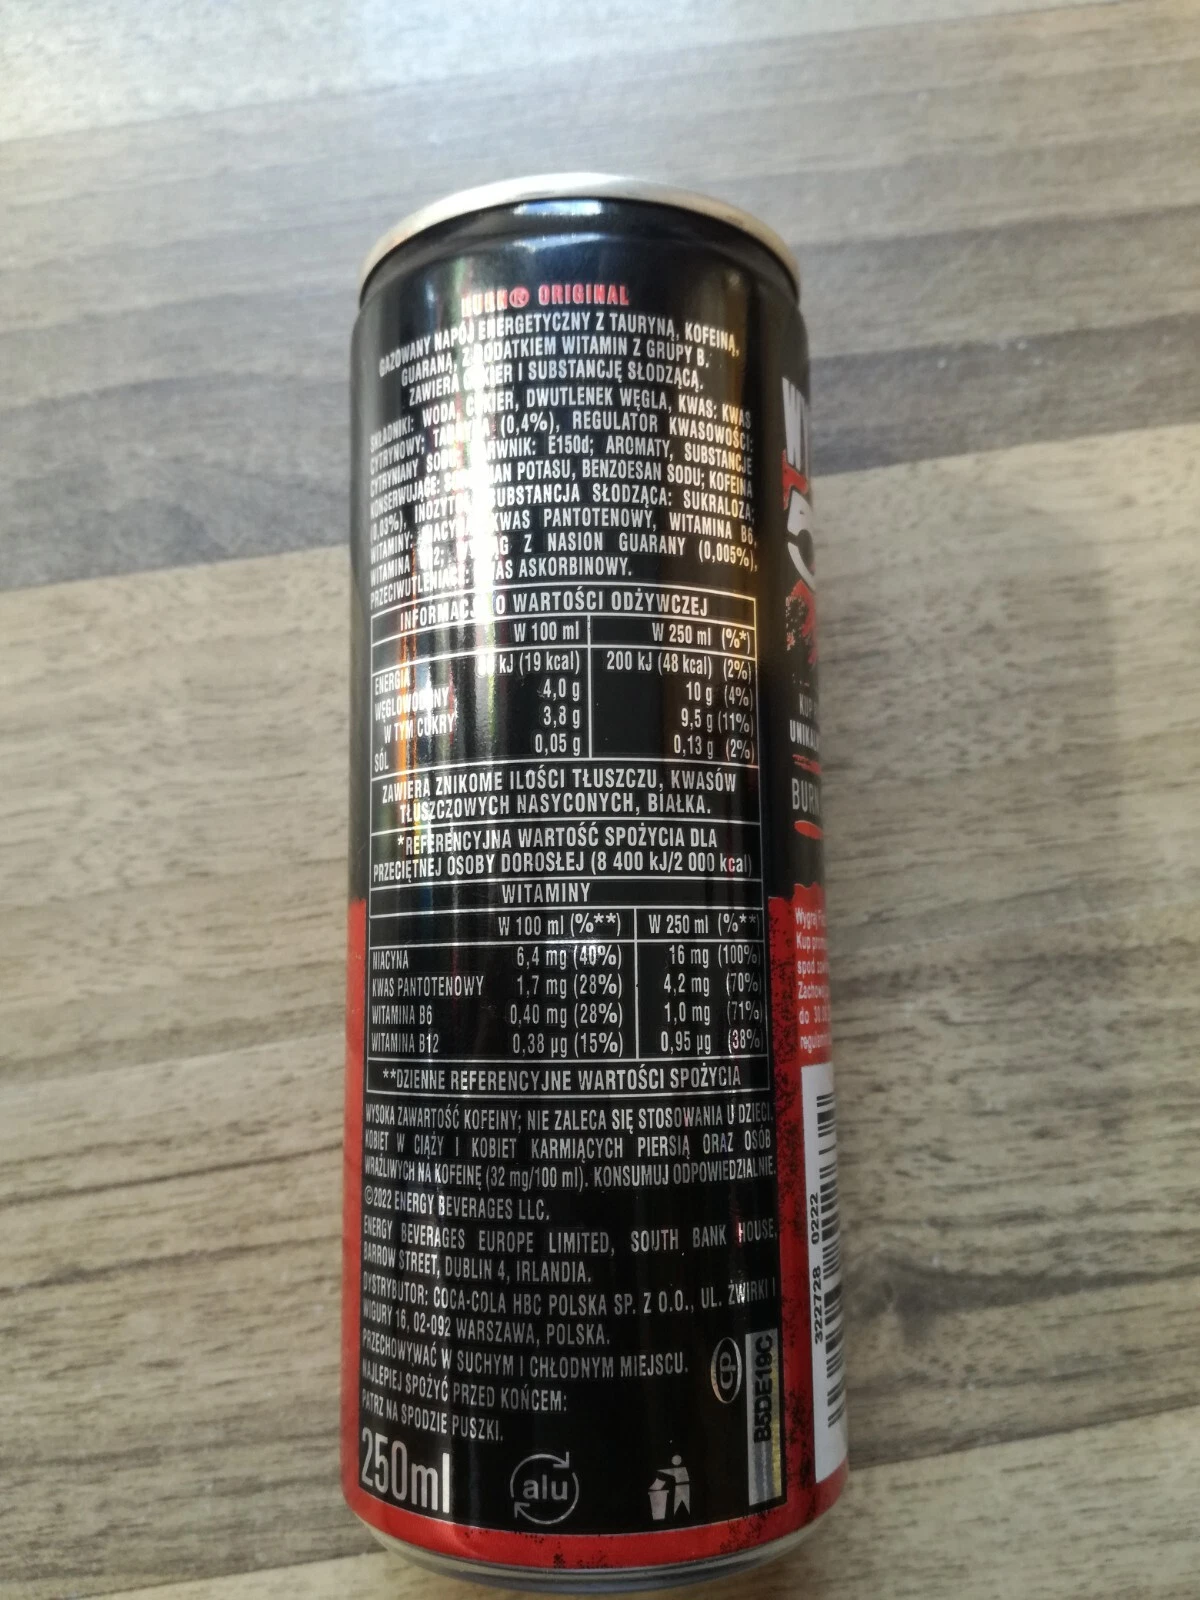 BURN® ORIGINAL
GAZOWANY NAPÓJ ENERGETYCZNY Z TAURYNĄ, KOFEINĄ,
GUARANĄ, Z DODATKIEM WITAMIN Z GRUPY B.
ZAWIERA CUKIER I SUBSTANCJĘ SŁODZĄCĄ.
SKŁADNIKI: WODA, CUKIER, DWUTLENEK WĘGLA, KWAS: KWAS
CYTRYNOWY; TAURYNA (0,4%), REGULATOR KWASOWOŚCI:
CYTRYNIANY SODU; BARWNIK: E150d; AROMATY, SUBSTANCJE
KONSERWUJĄCE: SORBINIAN POTASU, BENZOESAN SODU; KOFEINA
(0,03%), INOZYTOL, SUBSTANCJA SŁODZĄCA: SUKRALOZA;
WITAMINY: NIACYNA, KWAS PANTOTENOWY, WITAMINA B6,
WITAMINA B12; WYCIĄG Z NASION GUARANY (0,005%),
PRZECIWUTLENIACZ: KWAS ASKORBINOWY.
INFORMACJA O WARTOŚCI ODŻYWCZEJ
W 100 ml W 250 ml (%*)
ENERGIA kJ (19 kcal) 200 kJ (48 kcal) (2%)
WĘGLOWODANY 4,0 g 10 g (4%)
W TYM CUKRY 3,8 g 9,5 g (11%)
SÓL 0,05 g 0,13 g (2%)
ZAWIERA ZNIKOME ILOŚCI TŁUSZCZU, KWASÓW
TŁUSZCZOWYCH NASYCONYCH, BIAŁKA.
*REFERENCYJNA WARTOŚĆ SPOŻYCIA DLA
PRZECIĘTNEJ OSOBY DOROSŁEJ (8 400 kJ/2 000 kcal)
WITAMINY
W 100 ml (%**) W 250 ml (%**)
NIACYNA 6,4 mg (40%) 16 mg (100%)
KWAS PANTOTENOWY 1,7 mg (28%) 4,2 mg (70%)
WITAMINA B6 0,40 mg (28%) 1,0 mg (71%)
WITAMINA B12 0,38 µg (15%) 0,95 µg (38%)
**DZIENNE REFERENCYJNE WARTOŚCI SPOŻYCIA
WYSOKA ZAWARTOŚĆ KOFEINY; NIE ZALECA SIĘ STOSOWANIA U DZIECI,
KOBIET W CIĄŻY I KOBIET KARMIĄCYCH PIERSIĄ ORAZ OSÓB
WRAŻLIWYCH NA KOFEINĘ (32 mg/100 ml). KONSUMUJ ODPOWIEDZIALNIE.
©2022 ENERGY BEVERAGES LLC.
ENERGY BEVERAGES EUROPE LIMITED, SOUTH BANK HOUSE,
BARROW STREET, DUBLIN 4, IRLANDIA.
DYSTRYBUTOR: COCA-COLA HBC POLSKA SP. Z O.O., UL. ŻWIRKI I
WIGURY 16, 02-092 WARSZAWA, POLSKA.
PRZECHOWYWAĆ W SUCHYM I CHŁODNYM MIEJSCU.
NAJLEPIEJ SPOŻYĆ PRZED KOŃCEM:
PATRZ NA SPODZIE PUSZKI.
250ml
alu
B5DE19C
BURN
Kup
Wygraj
322728 0222